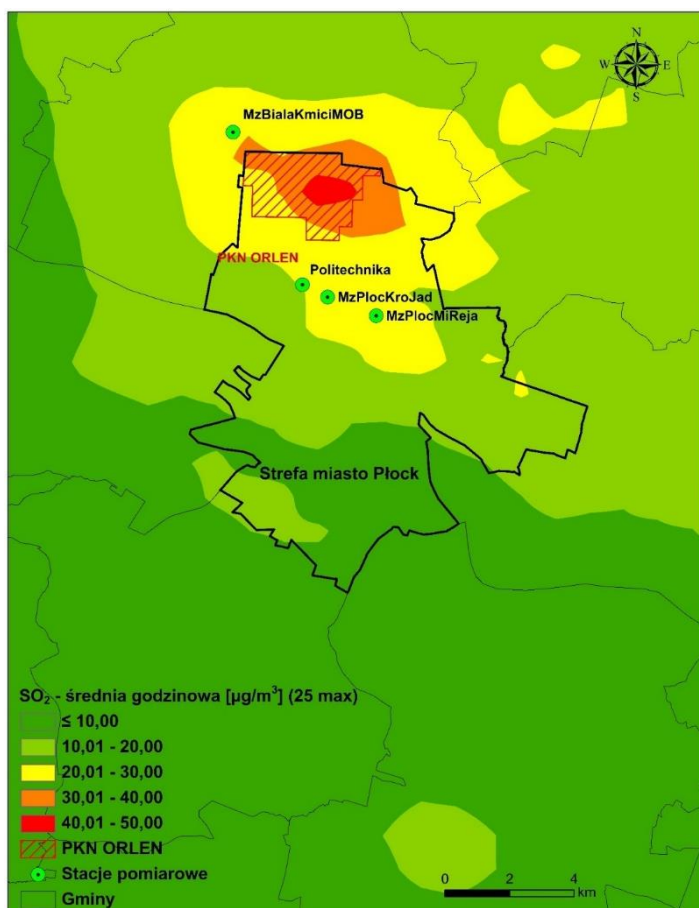 N
W E
S
MzBialaKmiciMOB
PKN ORLEN
Politechnika
MzPlocKroJad
MzPlocMiReja
Strefa miasto Płock
SO₂ - średnia godzinowa [µg/m³] (25 max)
≤ 10,00
10,01 - 20,00
20,01 - 30,00
30,01 - 40,00
40,01 - 50,00
PKN ORLEN
Stacje pomiarowe
Gminy
0 2 4
km